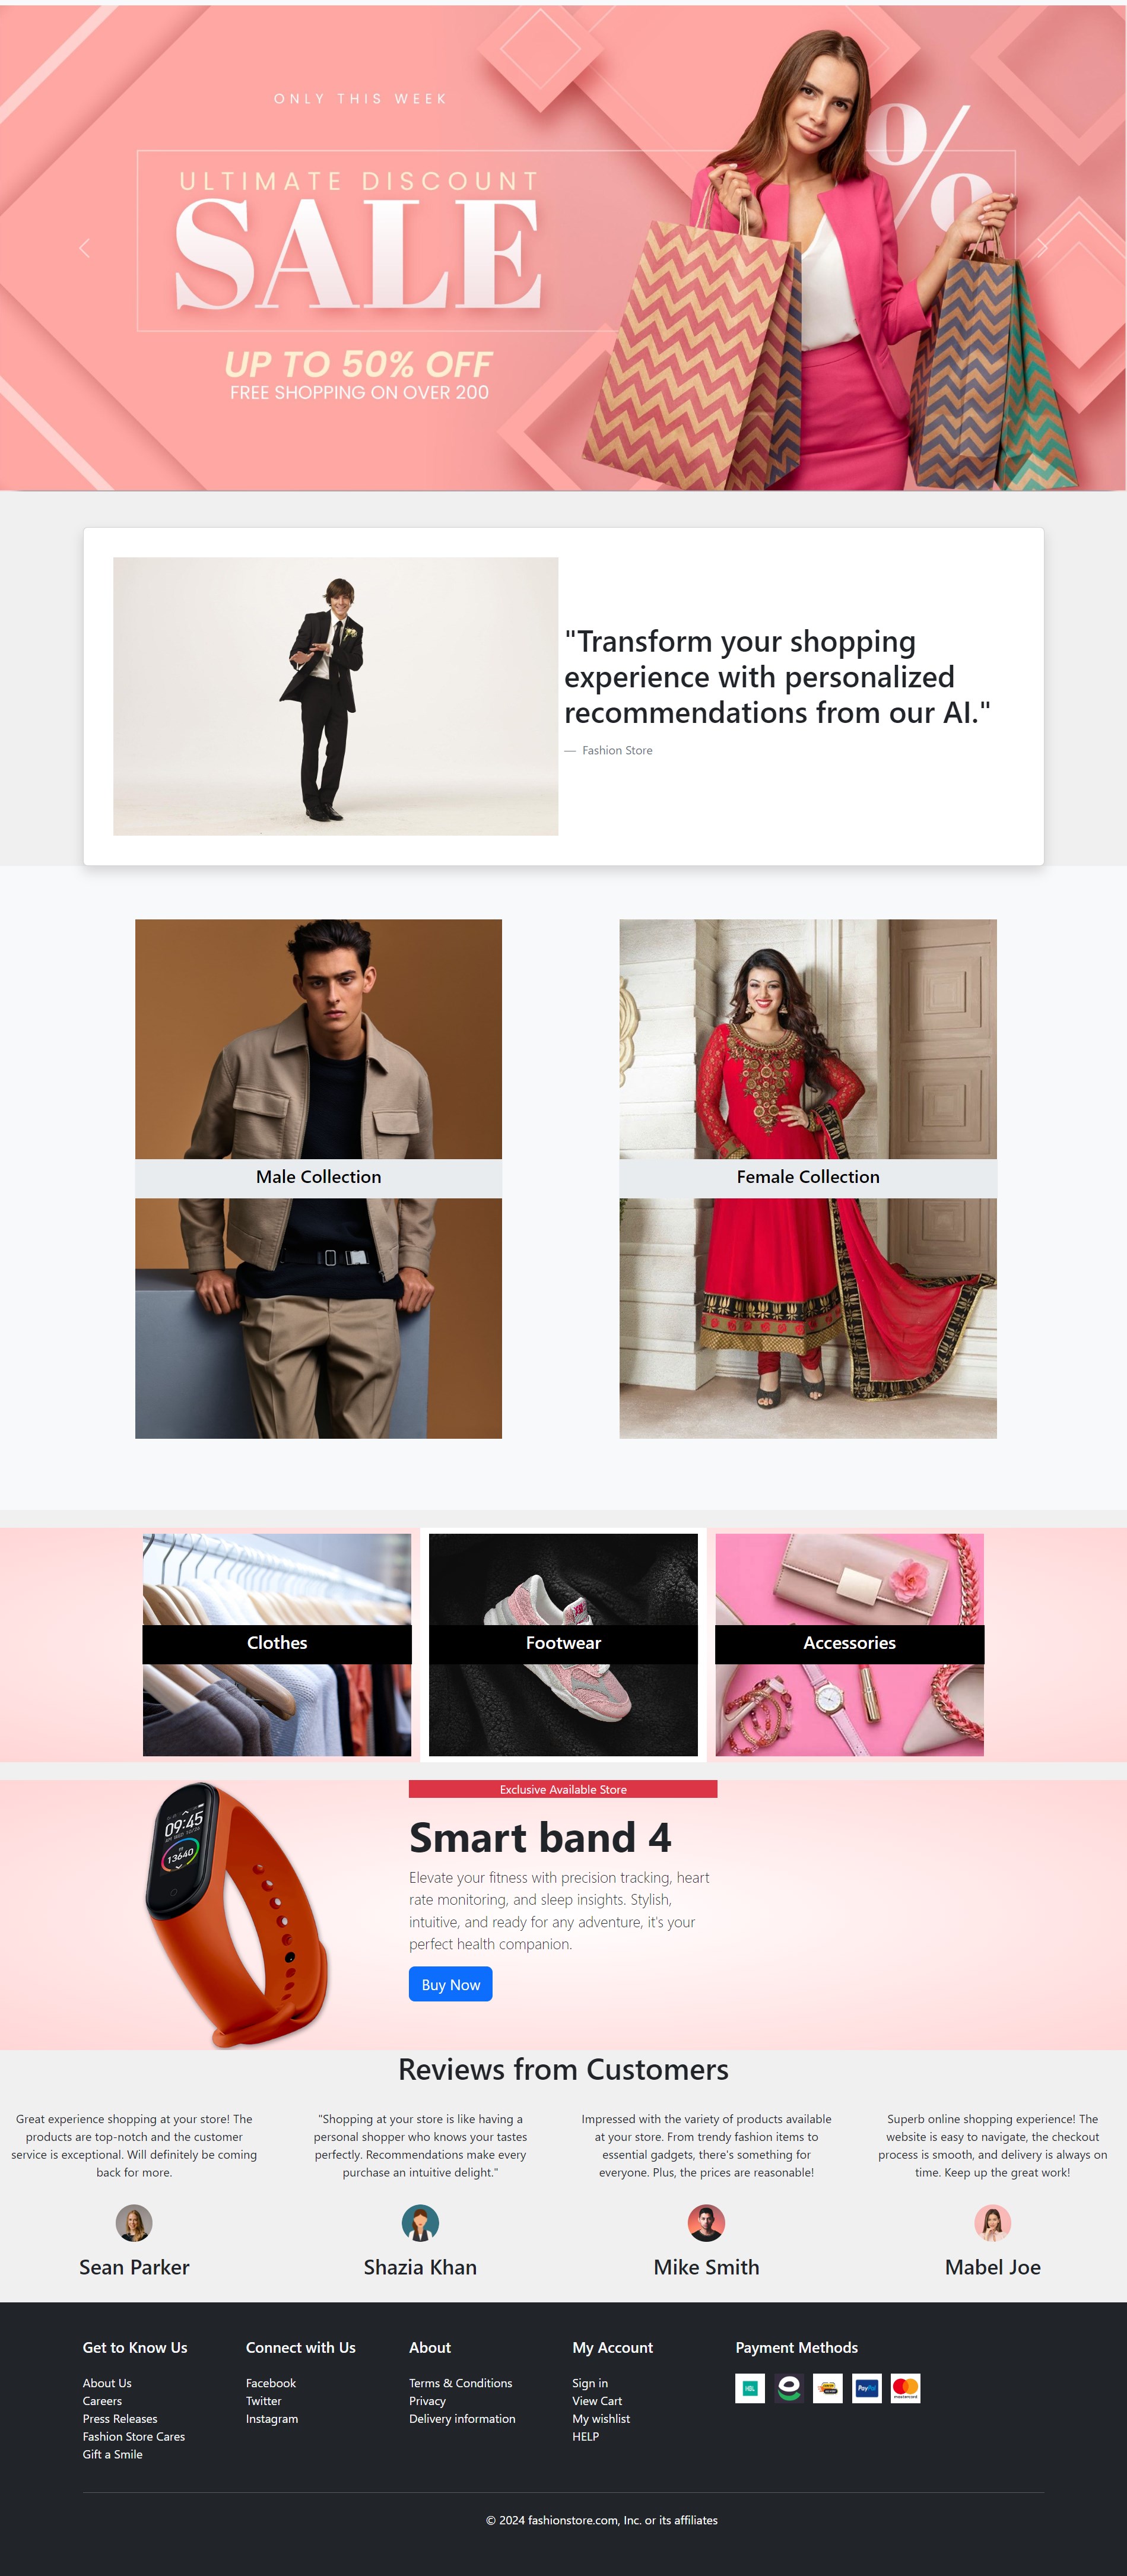 ONLY THIS WEEK
ULTIMATE DISCOUNT
SALE
%
UP TO 50% OFF
FREE SHOPPING ON OVER 200
"Transform your shopping
experience with personalized
recommendations from our AI."
— Fashion Store
Male Collection
Female Collection
Clothes
Footwear
Accessories
09:45
13640
Exclusive Available Store
Smart band 4
Elevate your fitness with precision tracking, heart
rate monitoring, and sleep insights. Stylish,
intuitive, and ready for any adventure, it's your
perfect health companion.
Buy Now
Reviews from Customers
Great experience shopping at your store! The
products are top-notch and the customer
service is exceptional. Will definitely be coming
back for more.
Sean Parker
"Shopping at your store is like having a
personal shopper who knows your tastes
perfectly. Recommendations make every
purchase an intuitive delight."
Shazia Khan
Impressed with the variety of products available
at your store. From trendy fashion items to
essential gadgets, there's something for
everyone. Plus, the prices are reasonable!
Mike Smith
Superb online shopping experience! The
website is easy to navigate, the checkout
process is smooth, and delivery is always on
time. Keep up the great work!
Mabel Joe
Get to Know Us
About Us
Careers
Press Releases
Fashion Store Cares
Gift a Smile
Connect with Us
Facebook
Twitter
Instagram
About
Terms & Conditions
Privacy
Delivery information
My Account
Sign in
View Cart
My wishlist
HELP
Payment Methods
HBL
PayPal
mastercard
© 2024 fashionstore.com, Inc. or its affiliates